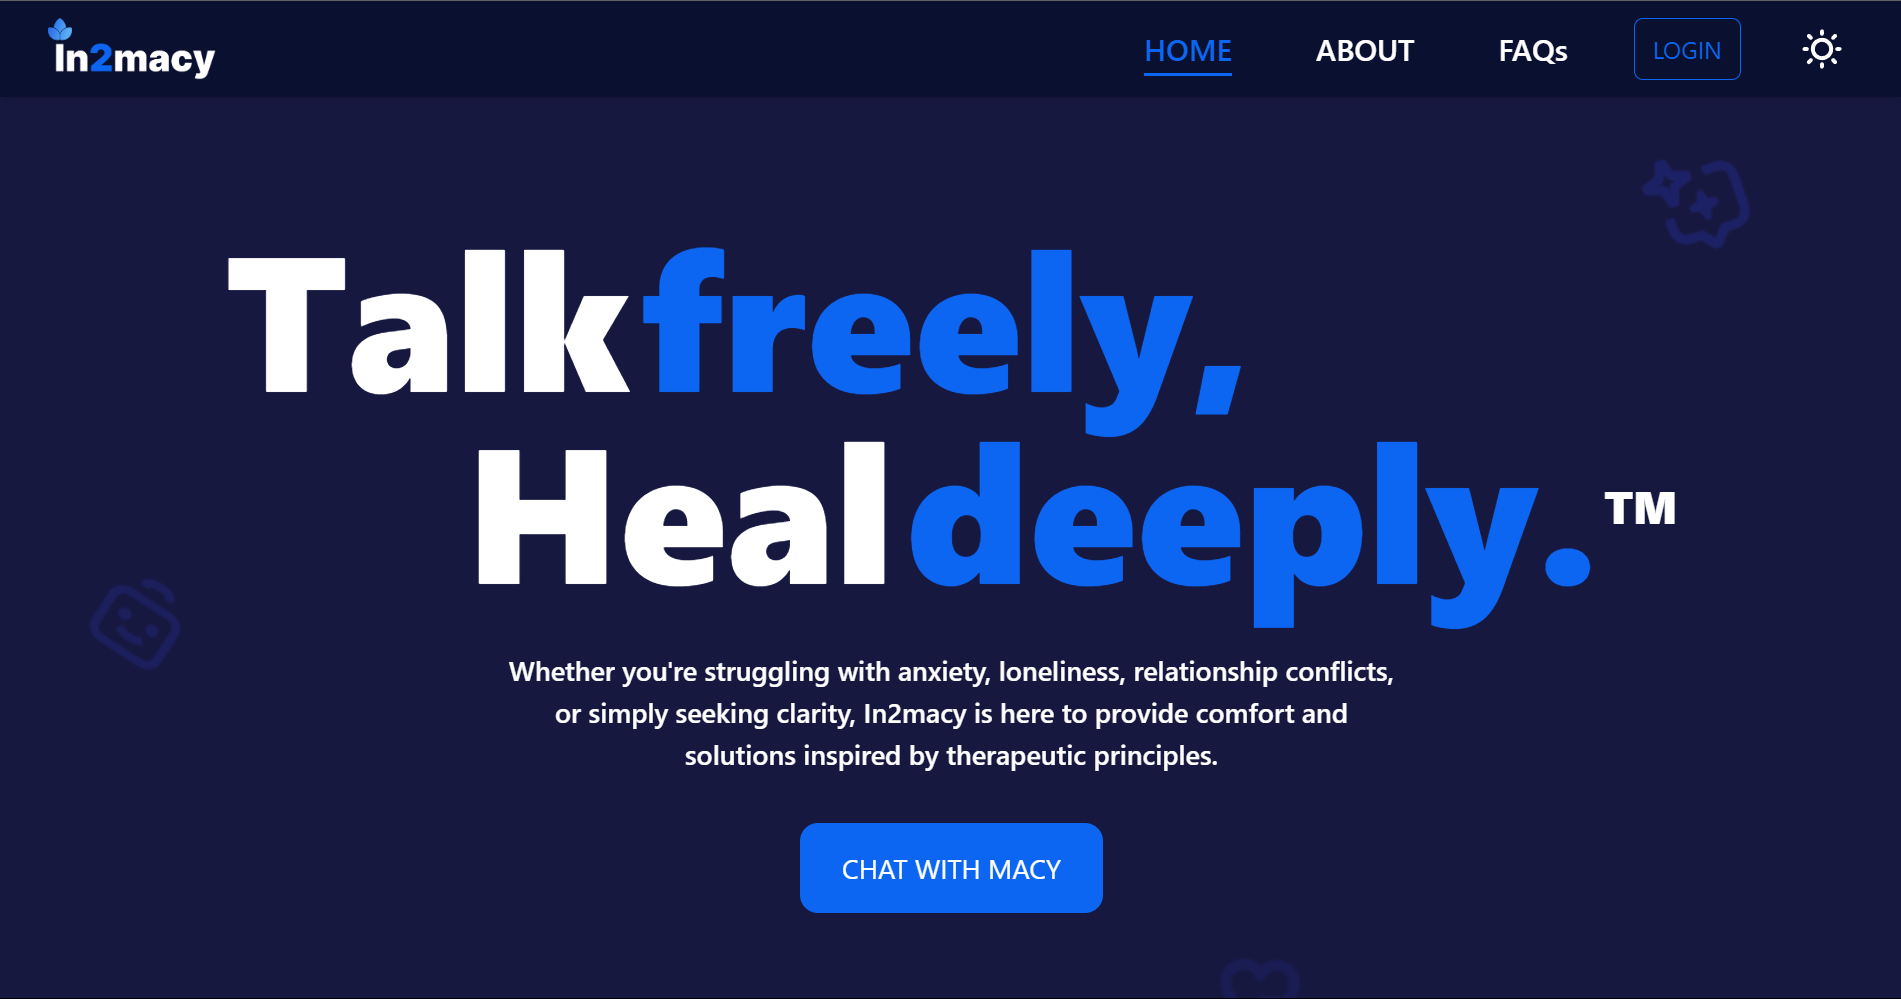 In2macy
HOME ABOUT FAQs LOGIN
Talk freely,
Heal deeply.™
Whether you're struggling with anxiety, loneliness, relationship conflicts,
or simply seeking clarity, In2macy is here to provide comfort and
solutions inspired by therapeutic principles.
CHAT WITH MACY